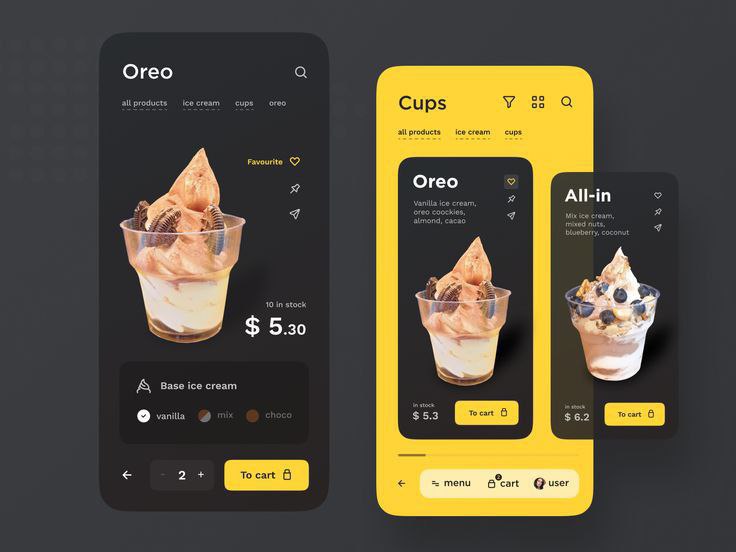 Oreo
all products ice cream cups oreo
Favourite
10 in stock
$ 5.30
Base ice cream
vanilla mix choco
- 2 +
To cart
Cups
all products ice cream cups
Oreo
Vanilla ice cream,
oreo coockies,
almond, cacao
in stock
$ 5.3
To cart
All-in
Mix ice cream,
mixed nuts,
blueberry, coconut
in stock
$ 6.2
To cart
menu 2 cart user